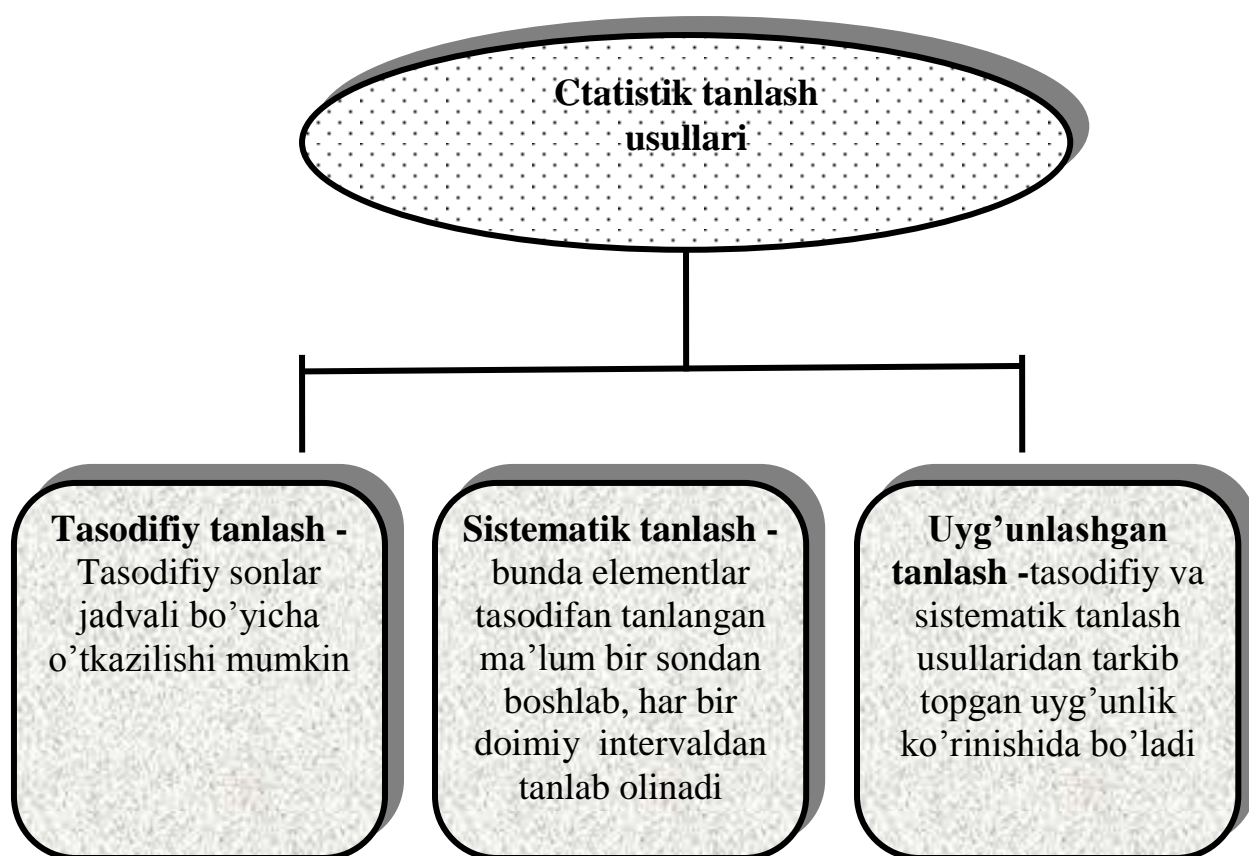 Ctatistik tanlash
usullari
Tasodifiy tanlash -
Tasodifiy sonlar
jadvali bo’yicha
o’tkazilishi mumkin
Sistematik tanlash -
bunda elementlar
tasodifan tanlangan
ma’lum bir sondan
boshlab, har bir
doimiy intervaldan
tanlab olinadi
Uyg’unlashgan
tanlash -tasodifiy va
sistematik tanlash
usullaridan tarkib
topgan uyg’unlik
ko’rinishida bo’ladi